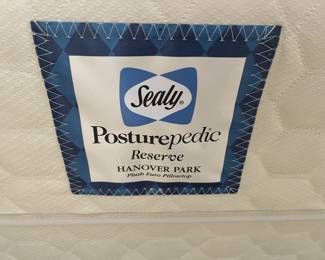 Sealy®
Posturepedic
Reserve
HANOVER PARK
Plush Euro Pillowtop